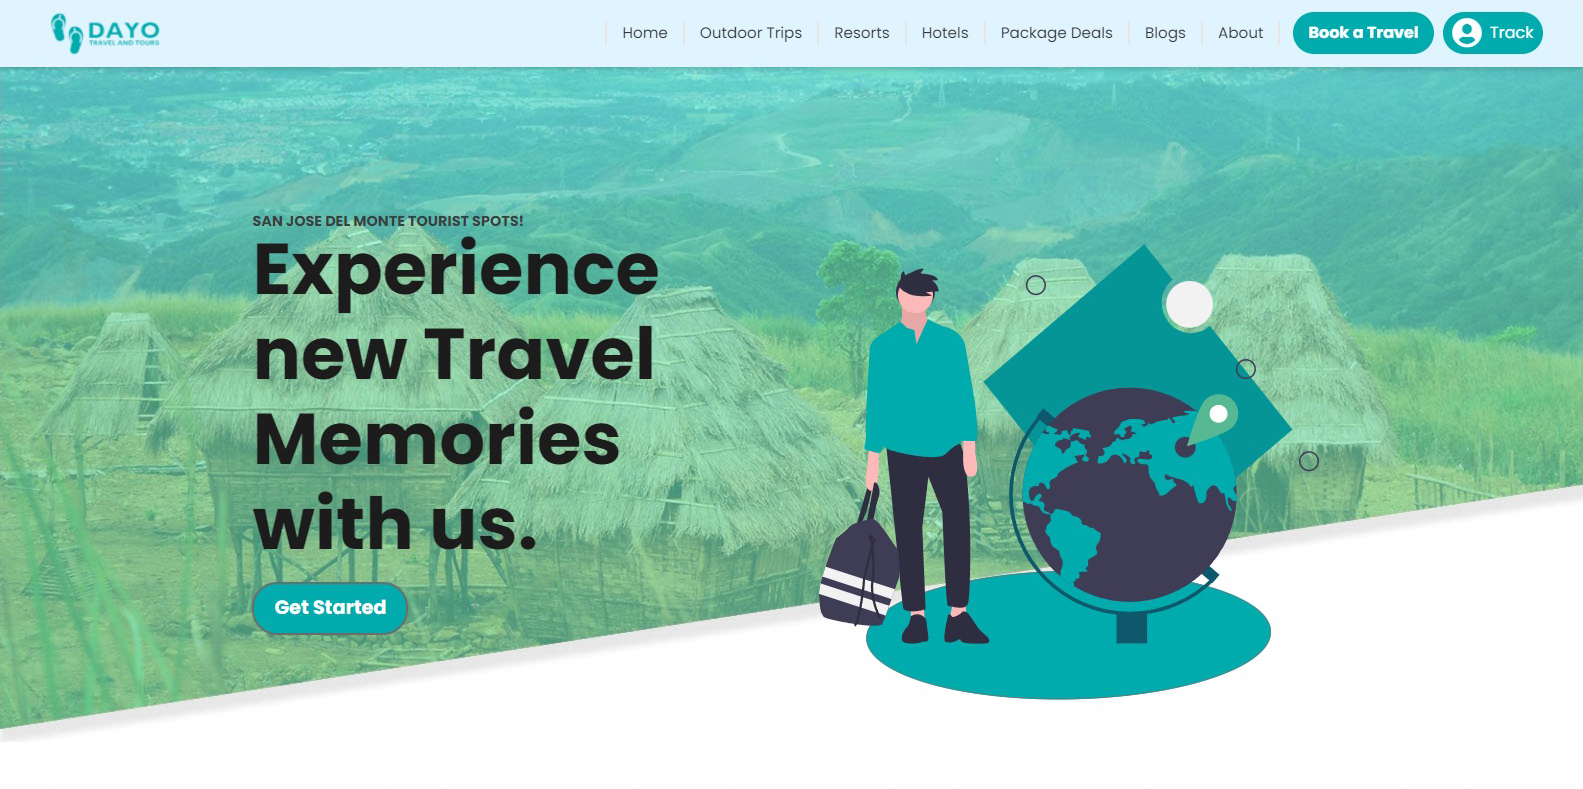 DAYO
TRAVEL AND TOURS
Home
Outdoor Trips
Resorts
Hotels
Package Deals
Blogs
About
Book a Travel
Track
SAN JOSE DEL MONTE TOURIST SPOTS!
Experience
new Travel
Memories
with us.
Get Started